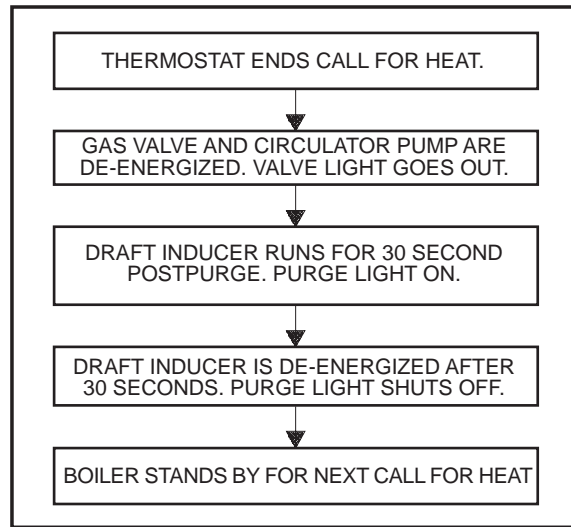 THERMOSTAT ENDS CALL FOR HEAT.
GAS VALVE AND CIRCULATOR PUMP ARE
DE-ENERGIZED. VALVE LIGHT GOES OUT.
DRAFT INDUCER RUNS FOR 30 SECOND
POSTPURGE. PURGE LIGHT ON.
DRAFT INDUCER IS DE-ENERGIZED AFTER
30 SECONDS. PURGE LIGHT SHUTS OFF.
BOILER STANDS BY FOR NEXT CALL FOR HEAT